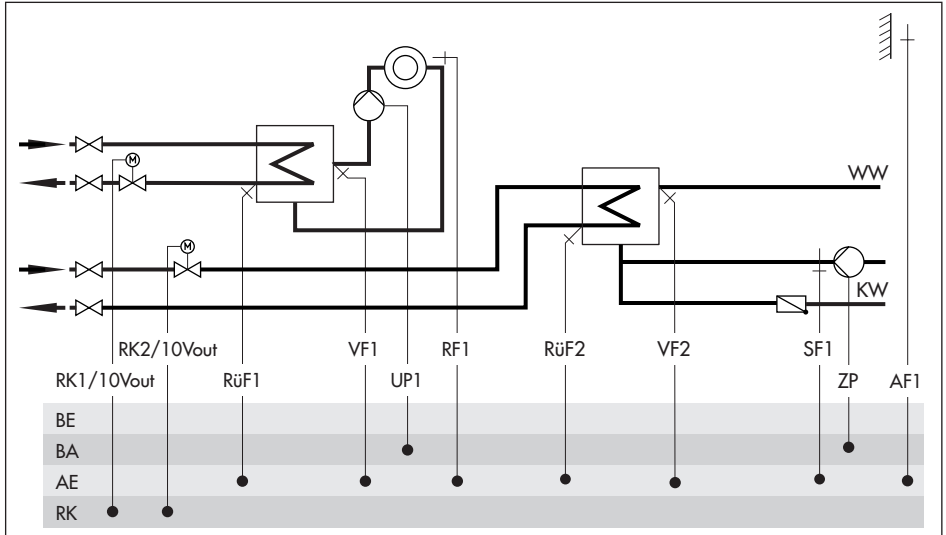 M
WW
M
KW
RK2/10Vout VF1 RF1 RüF2 VF2 SF1
RK1/10Vout RüF1 UP1 ZP AF1
BE
BA
AE
RK